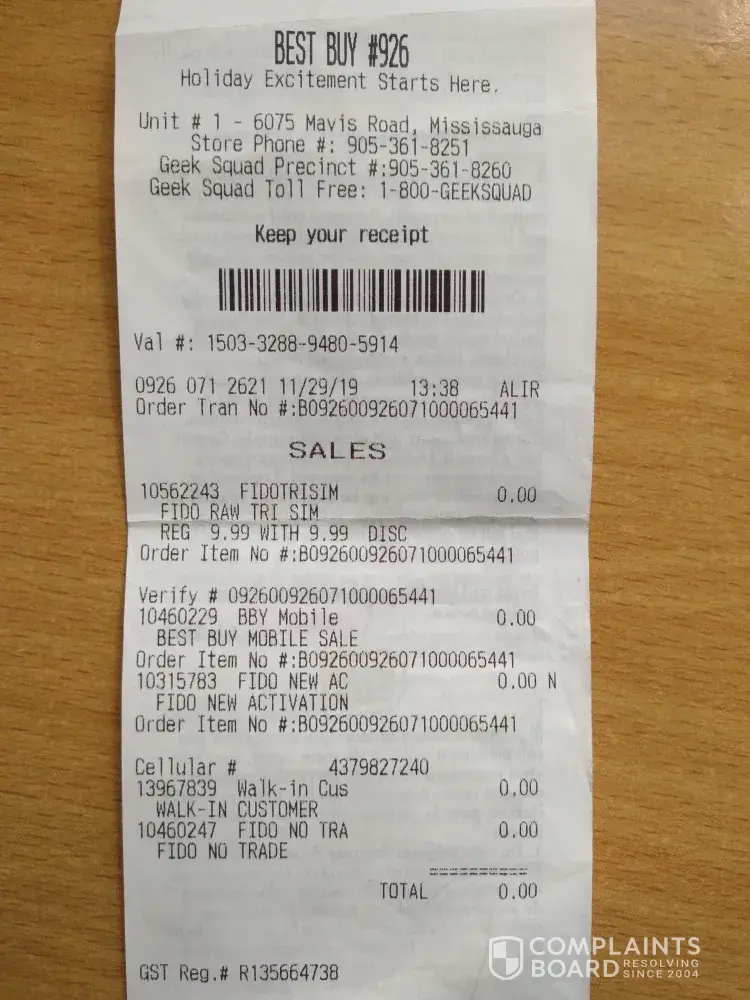 BEST BUY #926
Holiday Excitement Starts Here.
Unit # 1 - 6075 Mavis Road, Mississauga
Store Phone #: 905-361-8251
Geek Squad Precinct #:905-361-8260
Geek Squad Toll Free: 1-800-GEEKSQUAD
Keep your receipt
Val #: 1503-3288-9480-5914
0926 071 2621 11/29/19 13:38 ALIR
Order Tran No #:B092600926071000065441
SALES
10562243 FIDOTRISIM 0.00
FIDO RAW TRI SIM
REG 9.99 WITH 9.99 DISC
Order Item No #:B092600926071000065441
Verify # 092600926071000065441
10460229 BBY Mobile 0.00
BEST BUY MOBILE SALE
Order Item No #:B092600926071000065441
10315783 FIDO NEW AC 0.00 N
FIDO NEW ACTIVATION
Order Item No #:B092600926071000065441
Cellular # 4379827240
13967839 Walk-in Cus 0.00
WALK-IN CUSTOMER
10460247 FIDO NO TRA 0.00
FIDO NO TRADE
TOTAL 0.00
GST Reg.# R135664738
COMPLAINTS
BOARD RESOLVING SINCE 2004